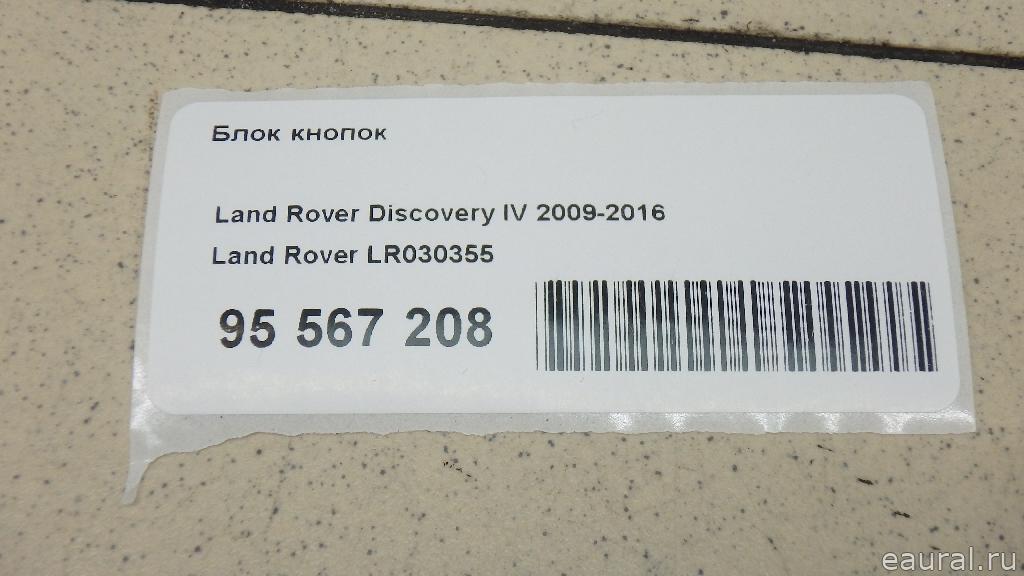 Блок кнопок
Land Rover Discovery IV 2009-2016
Land Rover LR030355
95 567 208
eaural.ru